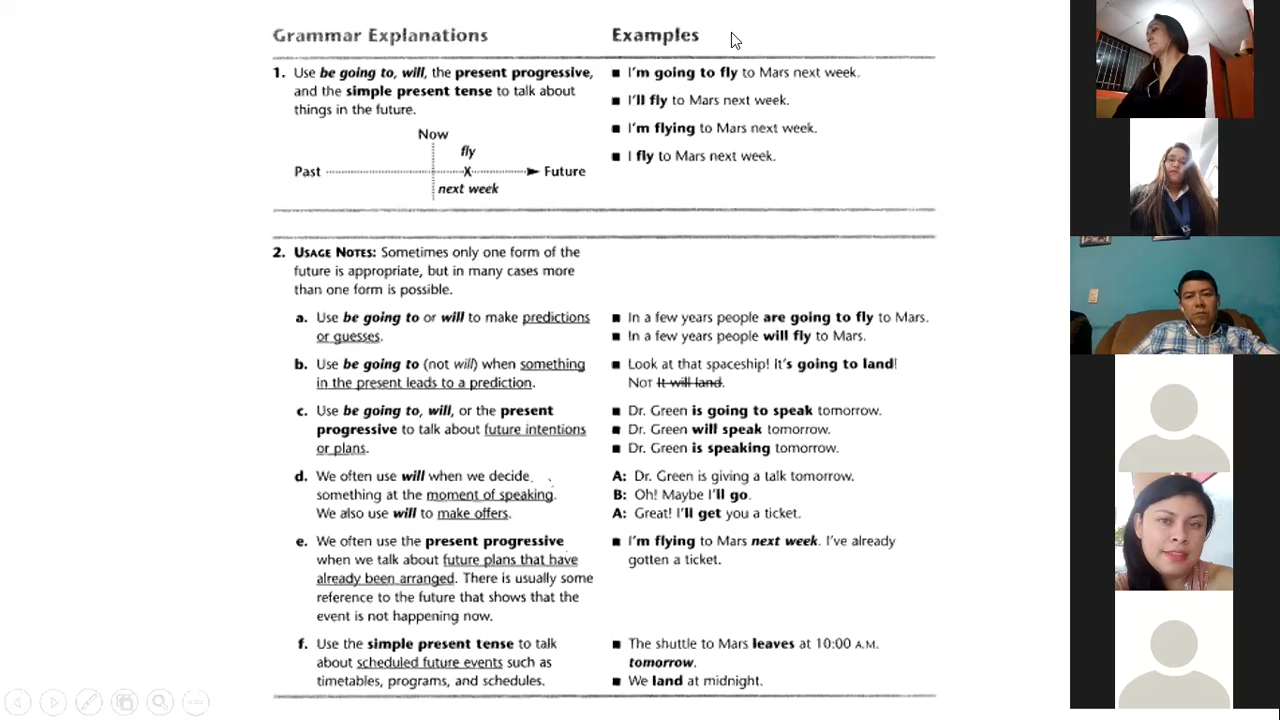 Grammar Explanations
Examples
1. Use be going to, will, the present progressive,
and the simple present tense to talk about
things in the future.
Now
fly
Past
X
Future
next week
■ I'm going to fly to Mars next week.
■ I'll fly to Mars next week.
■ I'm flying to Mars next week.
■ I fly to Mars next week.
2. USAGE NOTES: Sometimes only one form of the
future is appropriate, but in many cases more
than one form is possible.
a. Use be going to or will to make predictions
or guesses.
■ In a few years people are going to fly to Mars.
■ In a few years people will fly to Mars.
b. Use be going to (not will) when something
in the present leads to a prediction.
■ Look at that spaceship! It's going to land!
NOT It will land.
c. Use be going to, will, or the present
progressive to talk about future intentions
or plans.
■ Dr. Green is going to speak tomorrow.
■ Dr. Green will speak tomorrow.
■ Dr. Green is speaking tomorrow.
d. We often use will when we decide
something at the moment of speaking.
We also use will to make offers.
A: Dr. Green is giving a talk tomorrow.
B: Oh! Maybe I'll go.
A: Great! I'll get you a ticket.
e. We often use the present progressive
when we talk about future plans that have
already been arranged. There is usually some
reference to the future that shows that the
event is not happening now.
■ I'm flying to Mars next week. I've already
gotten a ticket.
f. Use the simple present tense to talk
about scheduled future events such as
timetables, programs, and schedules.
■ The shuttle to Mars leaves at 10:00 A.M.
tomorrow.
■ We land at midnight.